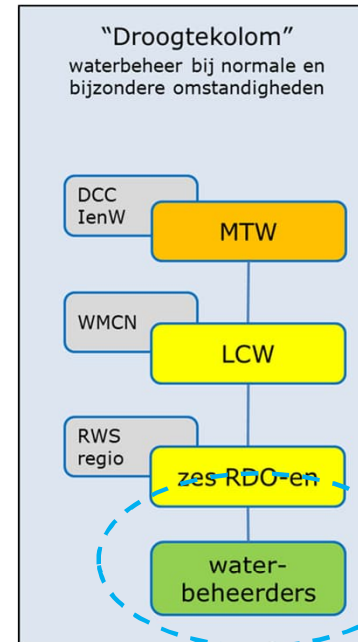 “Droogtekolom”
waterbeheer bij normale en
bijzondere omstandigheden
DCC
IenW
MTW
WMCN
LCW
RWS
regio
zes RDO-en
water-
beheerders